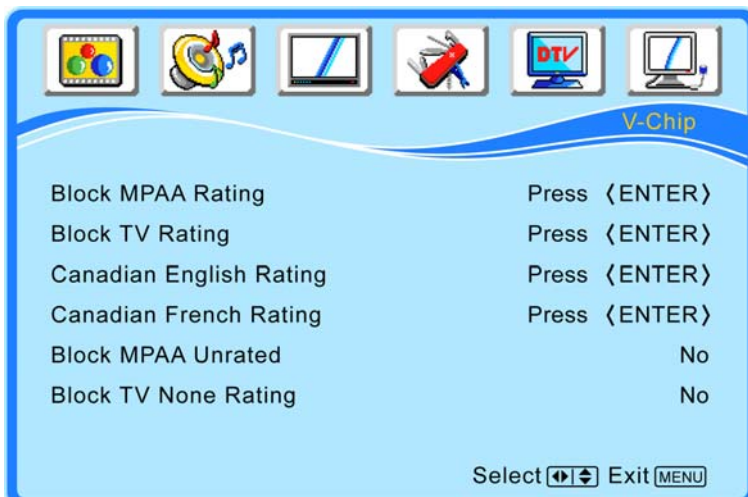 DTV
V-Chip
Block MPAA Rating Press 〈ENTER〉
Block TV Rating Press 〈ENTER〉
Canadian English Rating Press 〈ENTER〉
Canadian French Rating Press 〈ENTER〉
Block MPAA Unrated No
Block TV None Rating No
Select Exit MENU